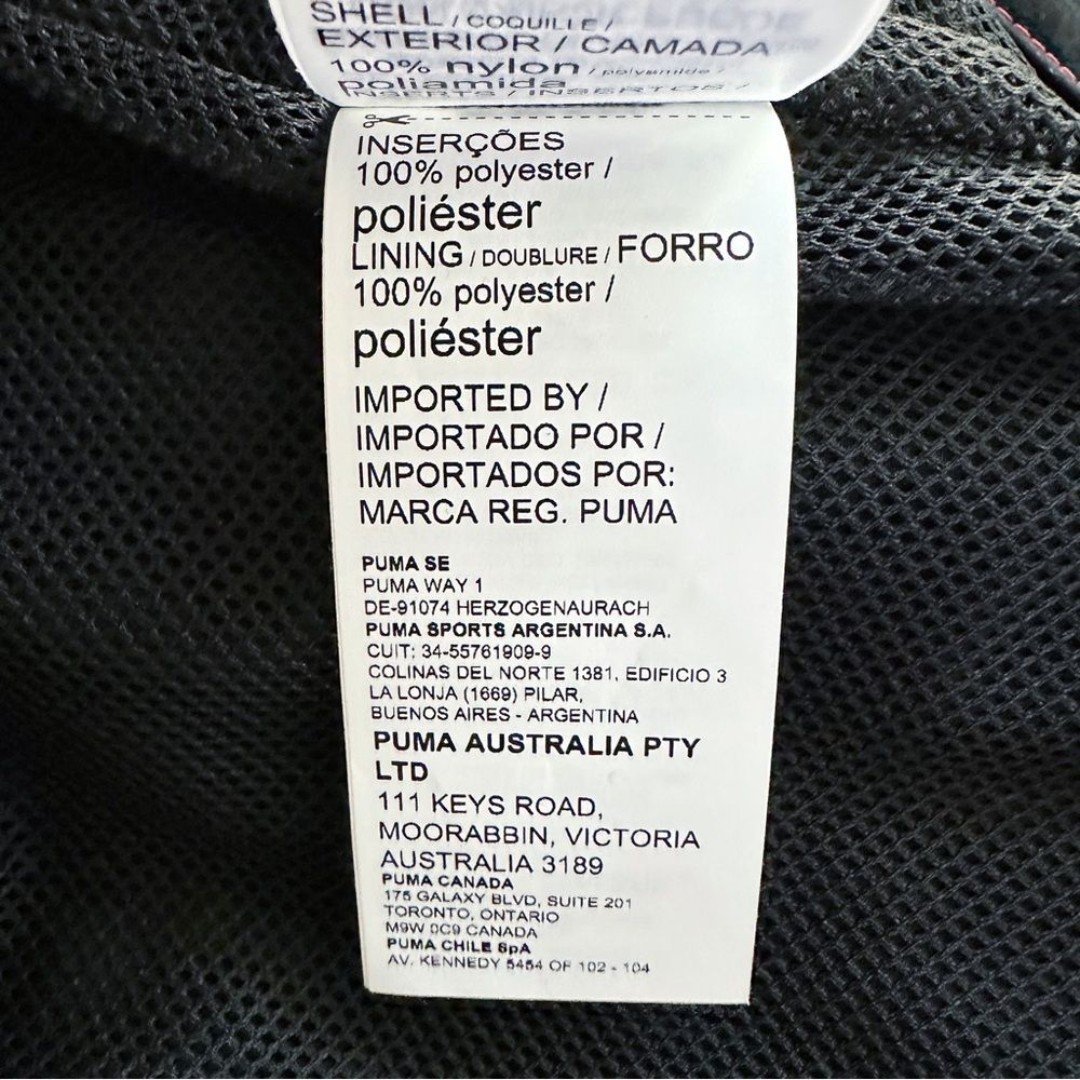 SHELL / COQUILLE /
EXTERIOR / CAMADA
100% nylon / polyamide /
poliamida
INSERTS / INSERTOS /
INSERÇÕES
100% polyester /
poliéster
LINING / DOUBLURE / FORRO
100% polyester /
poliéster
IMPORTED BY /
IMPORTADO POR /
IMPORTADOS POR:
MARCA REG. PUMA
PUMA SE
PUMA WAY 1
DE-91074 HERZOGENAURACH
PUMA SPORTS ARGENTINA S.A.
CUIT: 34-55761909-9
COLINAS DEL NORTE 1381, EDIFICIO 3
LA LONJA (1669) PILAR,
BUENOS AIRES - ARGENTINA
PUMA AUSTRALIA PTY
LTD
111 KEYS ROAD,
MOORABBIN, VICTORIA
AUSTRALIA 3189
PUMA CANADA
175 GALAXY BLVD, SUITE 201
TORONTO, ONTARIO
M9W 0C9 CANADA
PUMA CHILE SpA
AV. KENNEDY 5454 OF 102 - 104